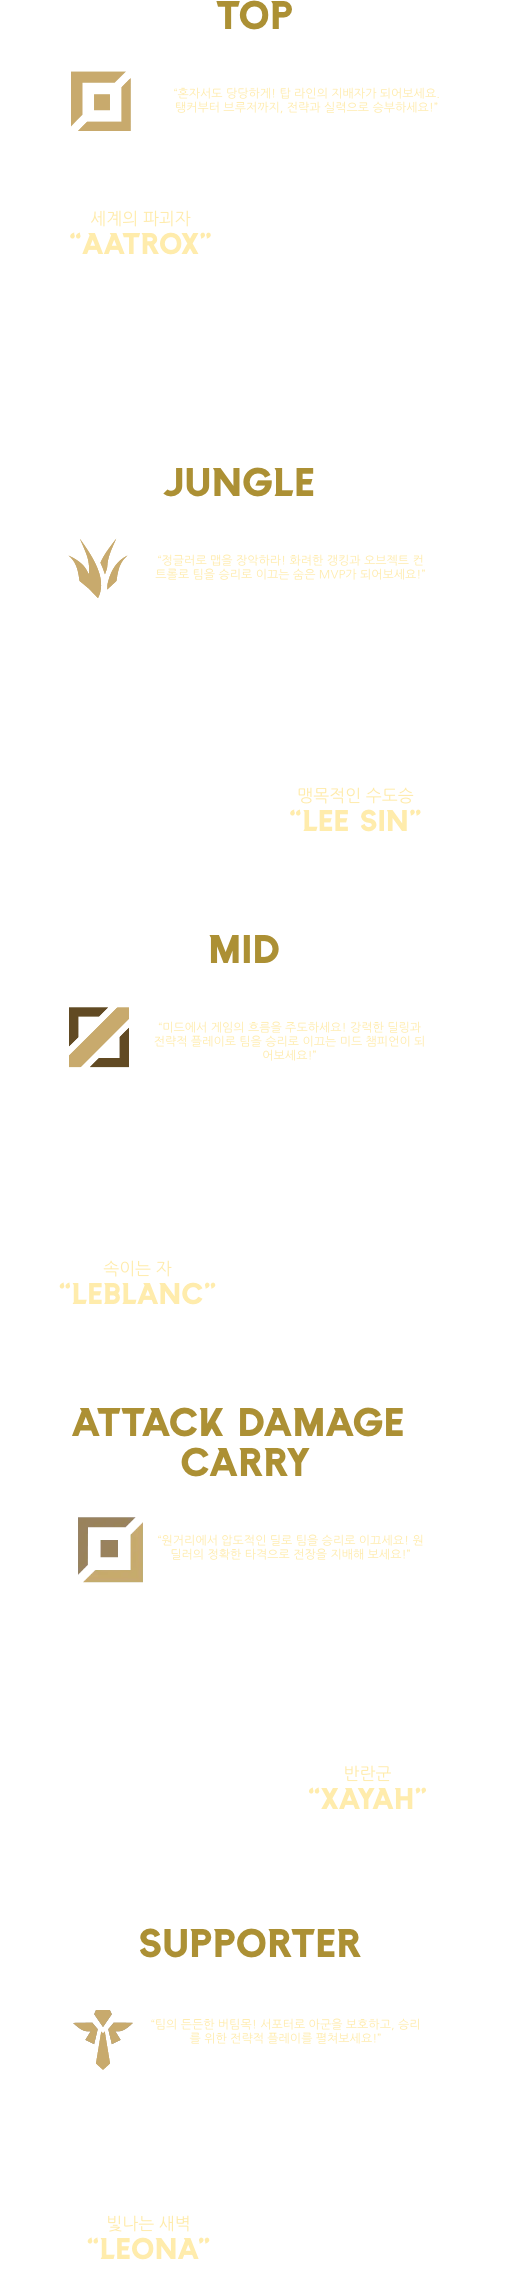 TOP
"혼자서도 당당하게! 탑 라인의 지배자가 되어보세요.
탱커부터 브루저까지, 전략과 실력으로 승부하세요!"
세계의 파괴자
“AATROX”
JUNGLE
"정글러로 맵을 장악하라! 화려한 갱킹과 오브젝트 컨
트롤로 팀을 승리로 이끄는 숨은 MVP가 되어보세요!"
맹목적인 수도승
“LEE SIN”
MID
"미드에서 게임의 흐름을 주도하세요! 강력한 딜링과
전략적 플레이로 팀을 승리로 이끄는 미드 챔피언이 되
어보세요!"
속이는 자
“LEBLANC”
ATTACK DAMAGE
CARRY
"원거리에서 압도적인 딜로 팀을 승리로 이끄세요! 원
딜러의 정확한 타격으로 전장을 지배해 보세요!"
반란군
“XAYAH”
SUPPORTER
"팀의 든든한 버팀목! 서포터로 아군을 보호하고, 승리
를 위한 전략적 플레이를 펼쳐보세요!"
빛나는 새벽
“LEONA”